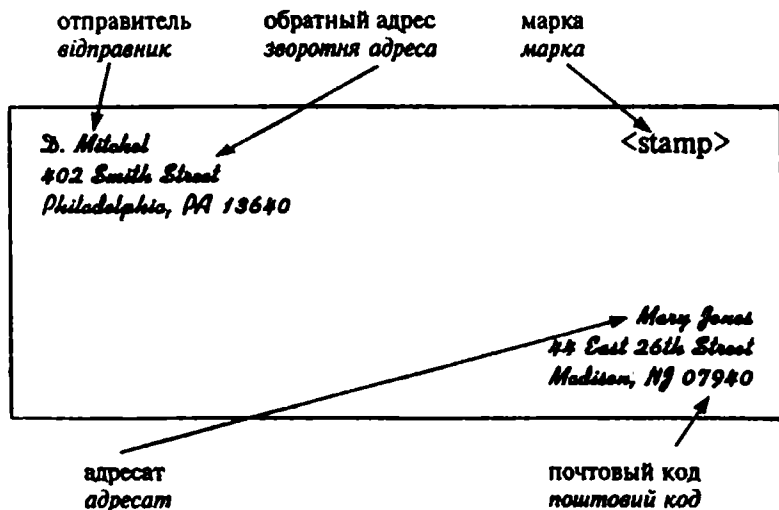 отправитель
відправник
обратный адрес
зворотня адреса
марка
марка
D. Mitchel
402 Smith Street
Philadelphia, PA 13640
<stamp>
Mary Jones
44 East 26th Street
Madison, NJ 07940
адресат
адресат
почтовый код
поштовий код